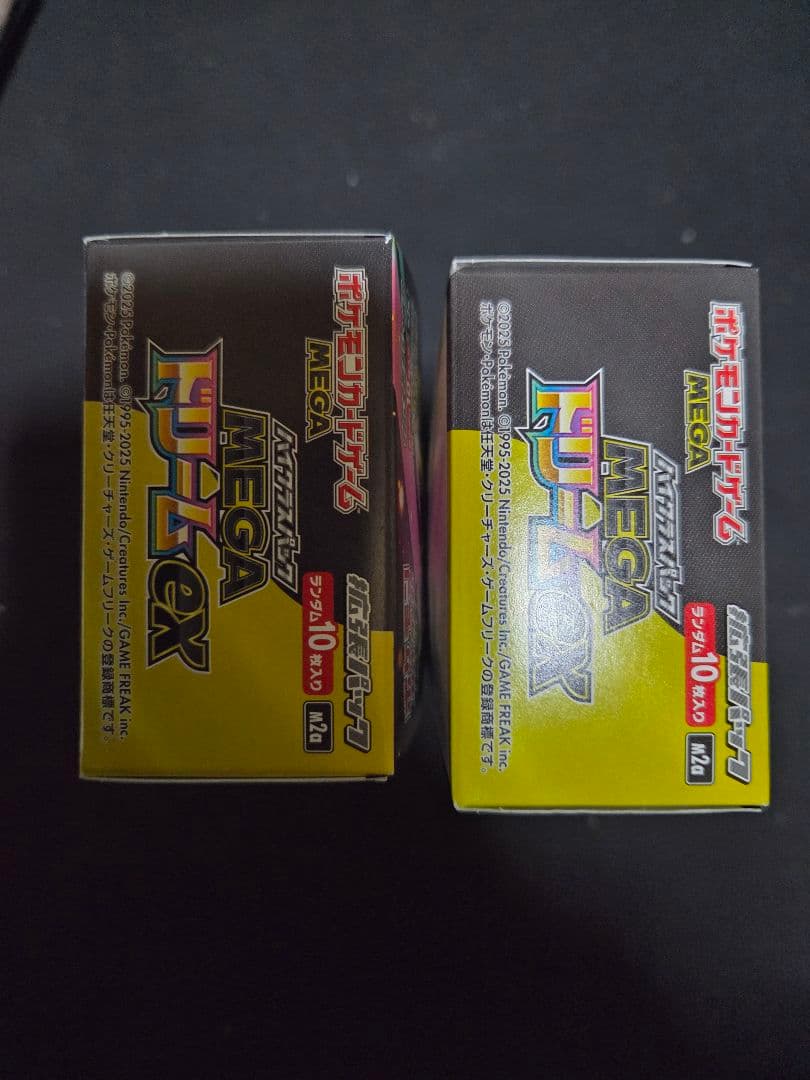 ポケモンカードゲーム
MEGA
拡張パック
ハイクラスパック
MEGA
ドリームex
ランダム10枚入り
M2a
©2025 Pokémon. ©1995-2025 Nintendo/Creatures Inc./GAME FREAK inc.
ポケモン・Pokémonは任天堂・クリーチャーズ・ゲームフリークの登録商標です。
ポケモンカードゲーム
MEGA
拡張パック
ハイクラスパック
MEGA
ドリームex
ランダム10枚入り
M2a
©2025 Pokémon. ©1995-2025 Nintendo/Creatures Inc./GAME FREAK inc.
ポケモン・Pokémonは任天堂・クリーチャーズ・ゲームフリークの登録商標です。